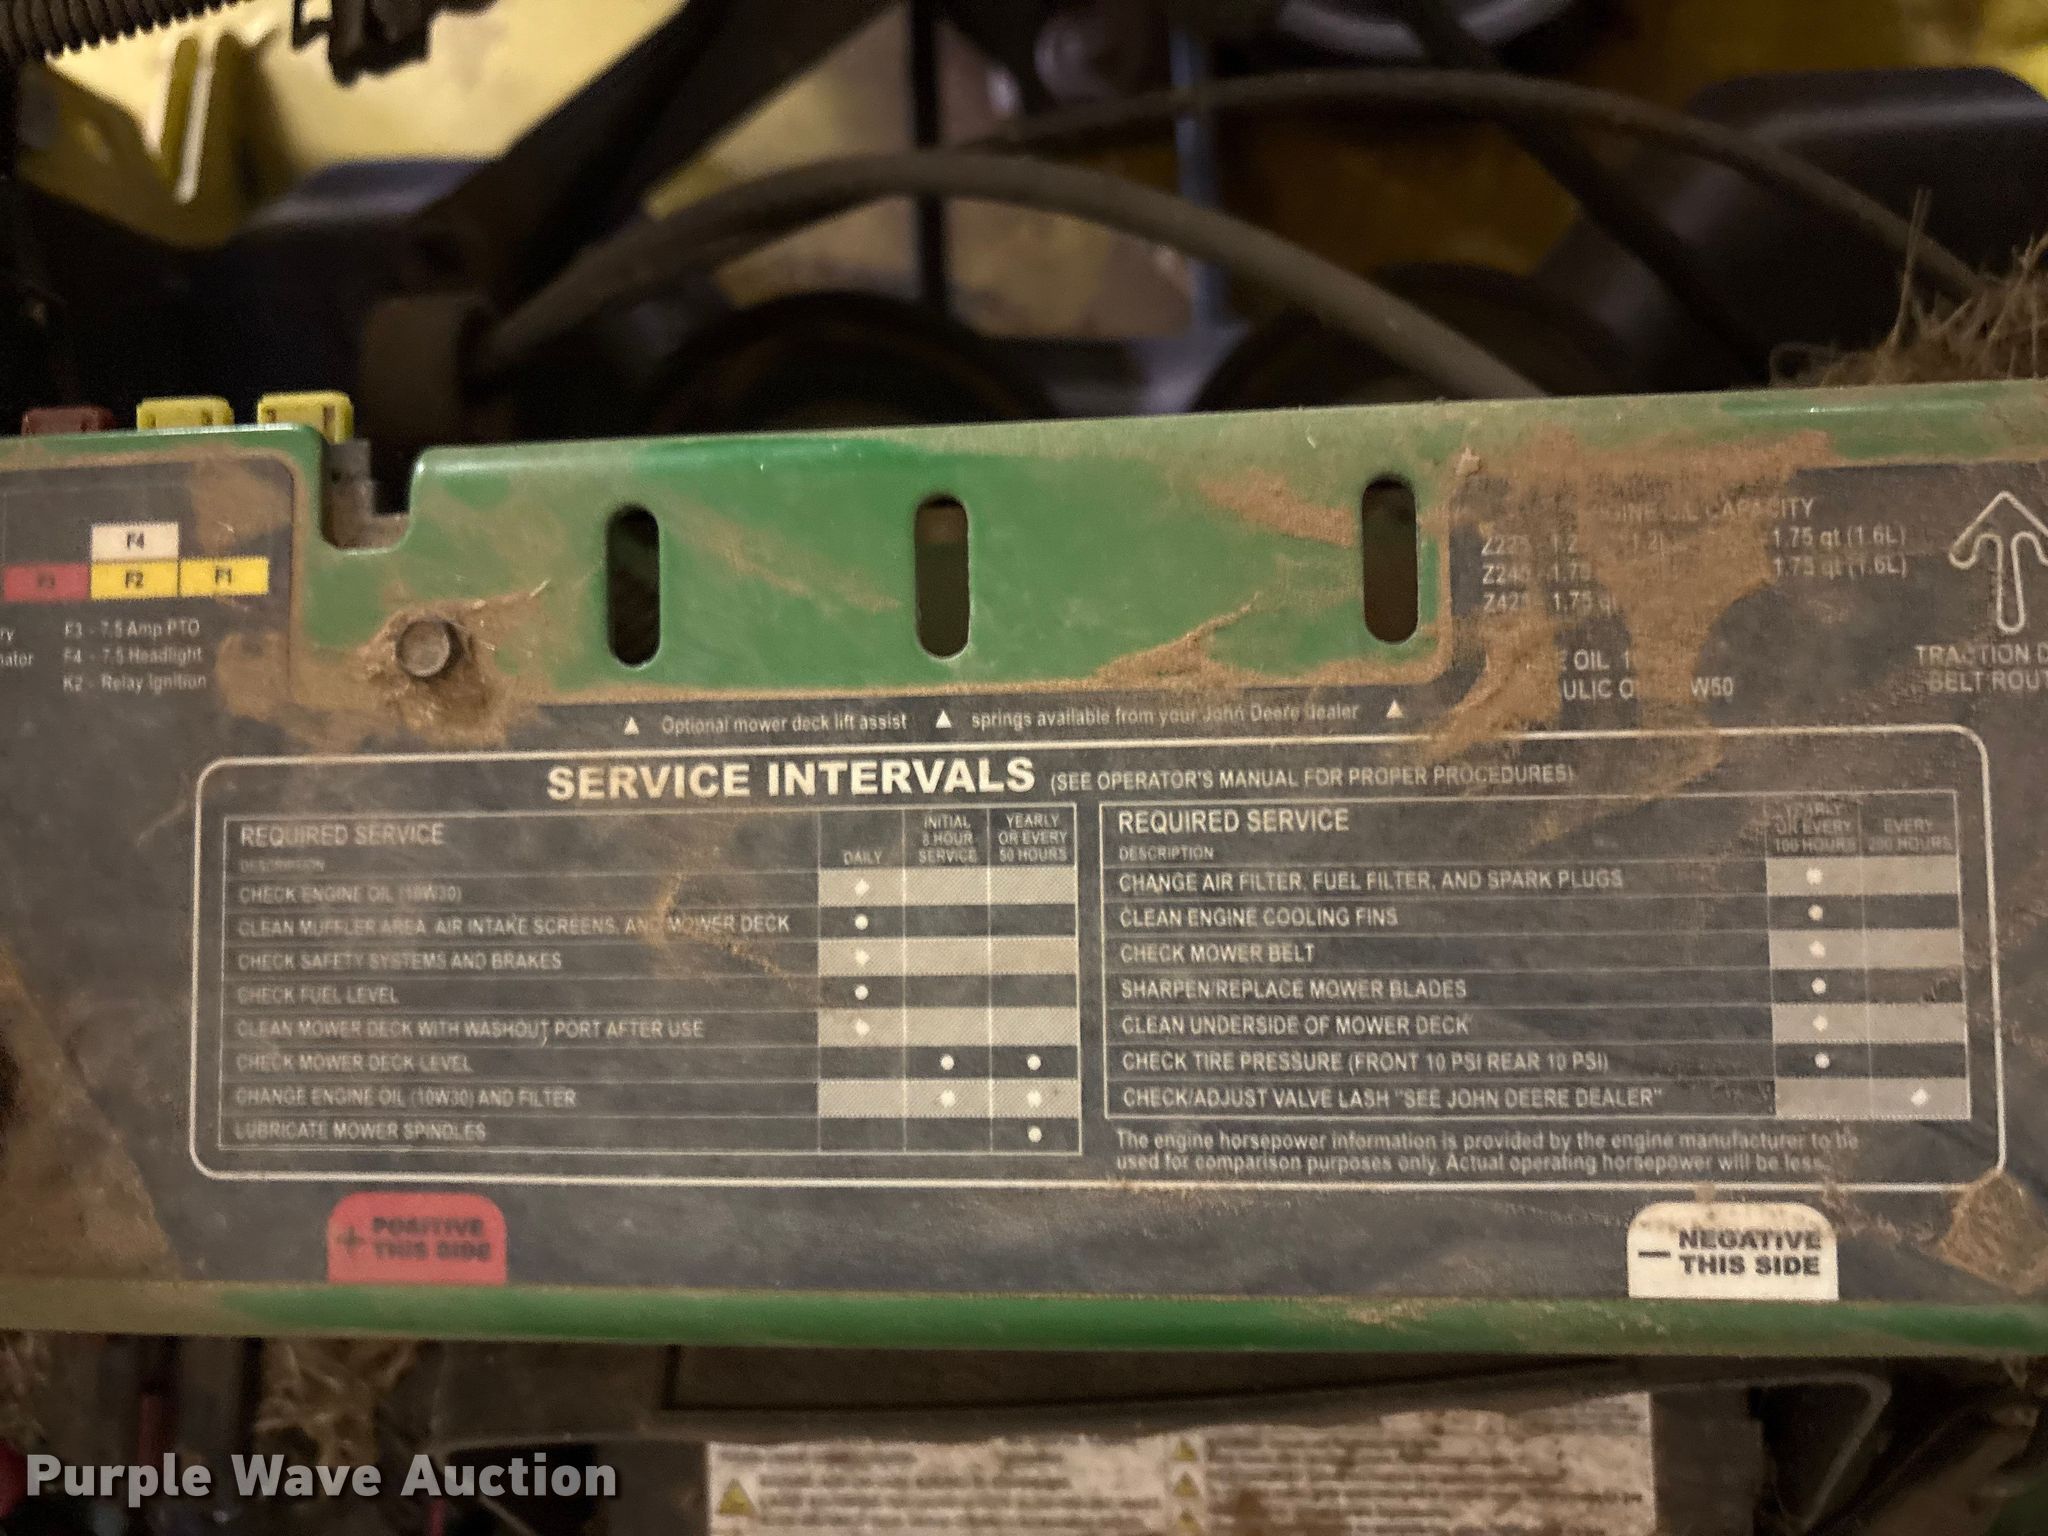 F4
F3 F2 F1
F3 - 7.5 Amp PTO
F4 - 7.5 Headlight
K2 - Relay Ignition
CAPACITY
1.75 qt (1.6L)
1.75 qt (1.6L)
OIL
W50
TRACTION
BELT
▲ Optional mower deck lift assist ▲ springs available from your John Deere dealer ▲
SERVICE INTERVALS (SEE OPERATOR'S MANUAL FOR PROPER PROCEDURES)
REQUIRED SERVICE
DESCRIPTION
DAILY
INITIAL
8 HOUR
SERVICE
YEARLY
OR EVERY
50 HOURS
CHECK ENGINE OIL (10W30)
CLEAN MUFFLER AREA, AIR INTAKE SCREENS, AND MOWER DECK
CHECK SAFETY SYSTEMS AND BRAKES
CHECK FUEL LEVEL
CLEAN MOWER DECK WITH WASHOUT PORT AFTER USE
CHECK MOWER DECK LEVEL
CHANGE ENGINE OIL (10W30) AND FILTER
LUBRICATE MOWER SPINDLES
REQUIRED SERVICE
DESCRIPTION
YEARLY
OR EVERY
100 HOURS
EVERY
200 HOURS
CHANGE AIR FILTER, FUEL FILTER, AND SPARK PLUGS
CLEAN ENGINE COOLING FINS
CHECK MOWER BELT
SHARPEN/REPLACE MOWER BLADES
CLEAN UNDERSIDE OF MOWER DECK
CHECK TIRE PRESSURE (FRONT 10 PSI REAR 10 PSI)
CHECK/ADJUST VALVE LASH "SEE JOHN DEERE DEALER"
The engine horsepower information is provided by the engine manufacturer to be
used for comparison purposes only. Actual operating horsepower will be less.
+ POSITIVE
THIS SIDE
— NEGATIVE
THIS SIDE
Purple Wave Auction